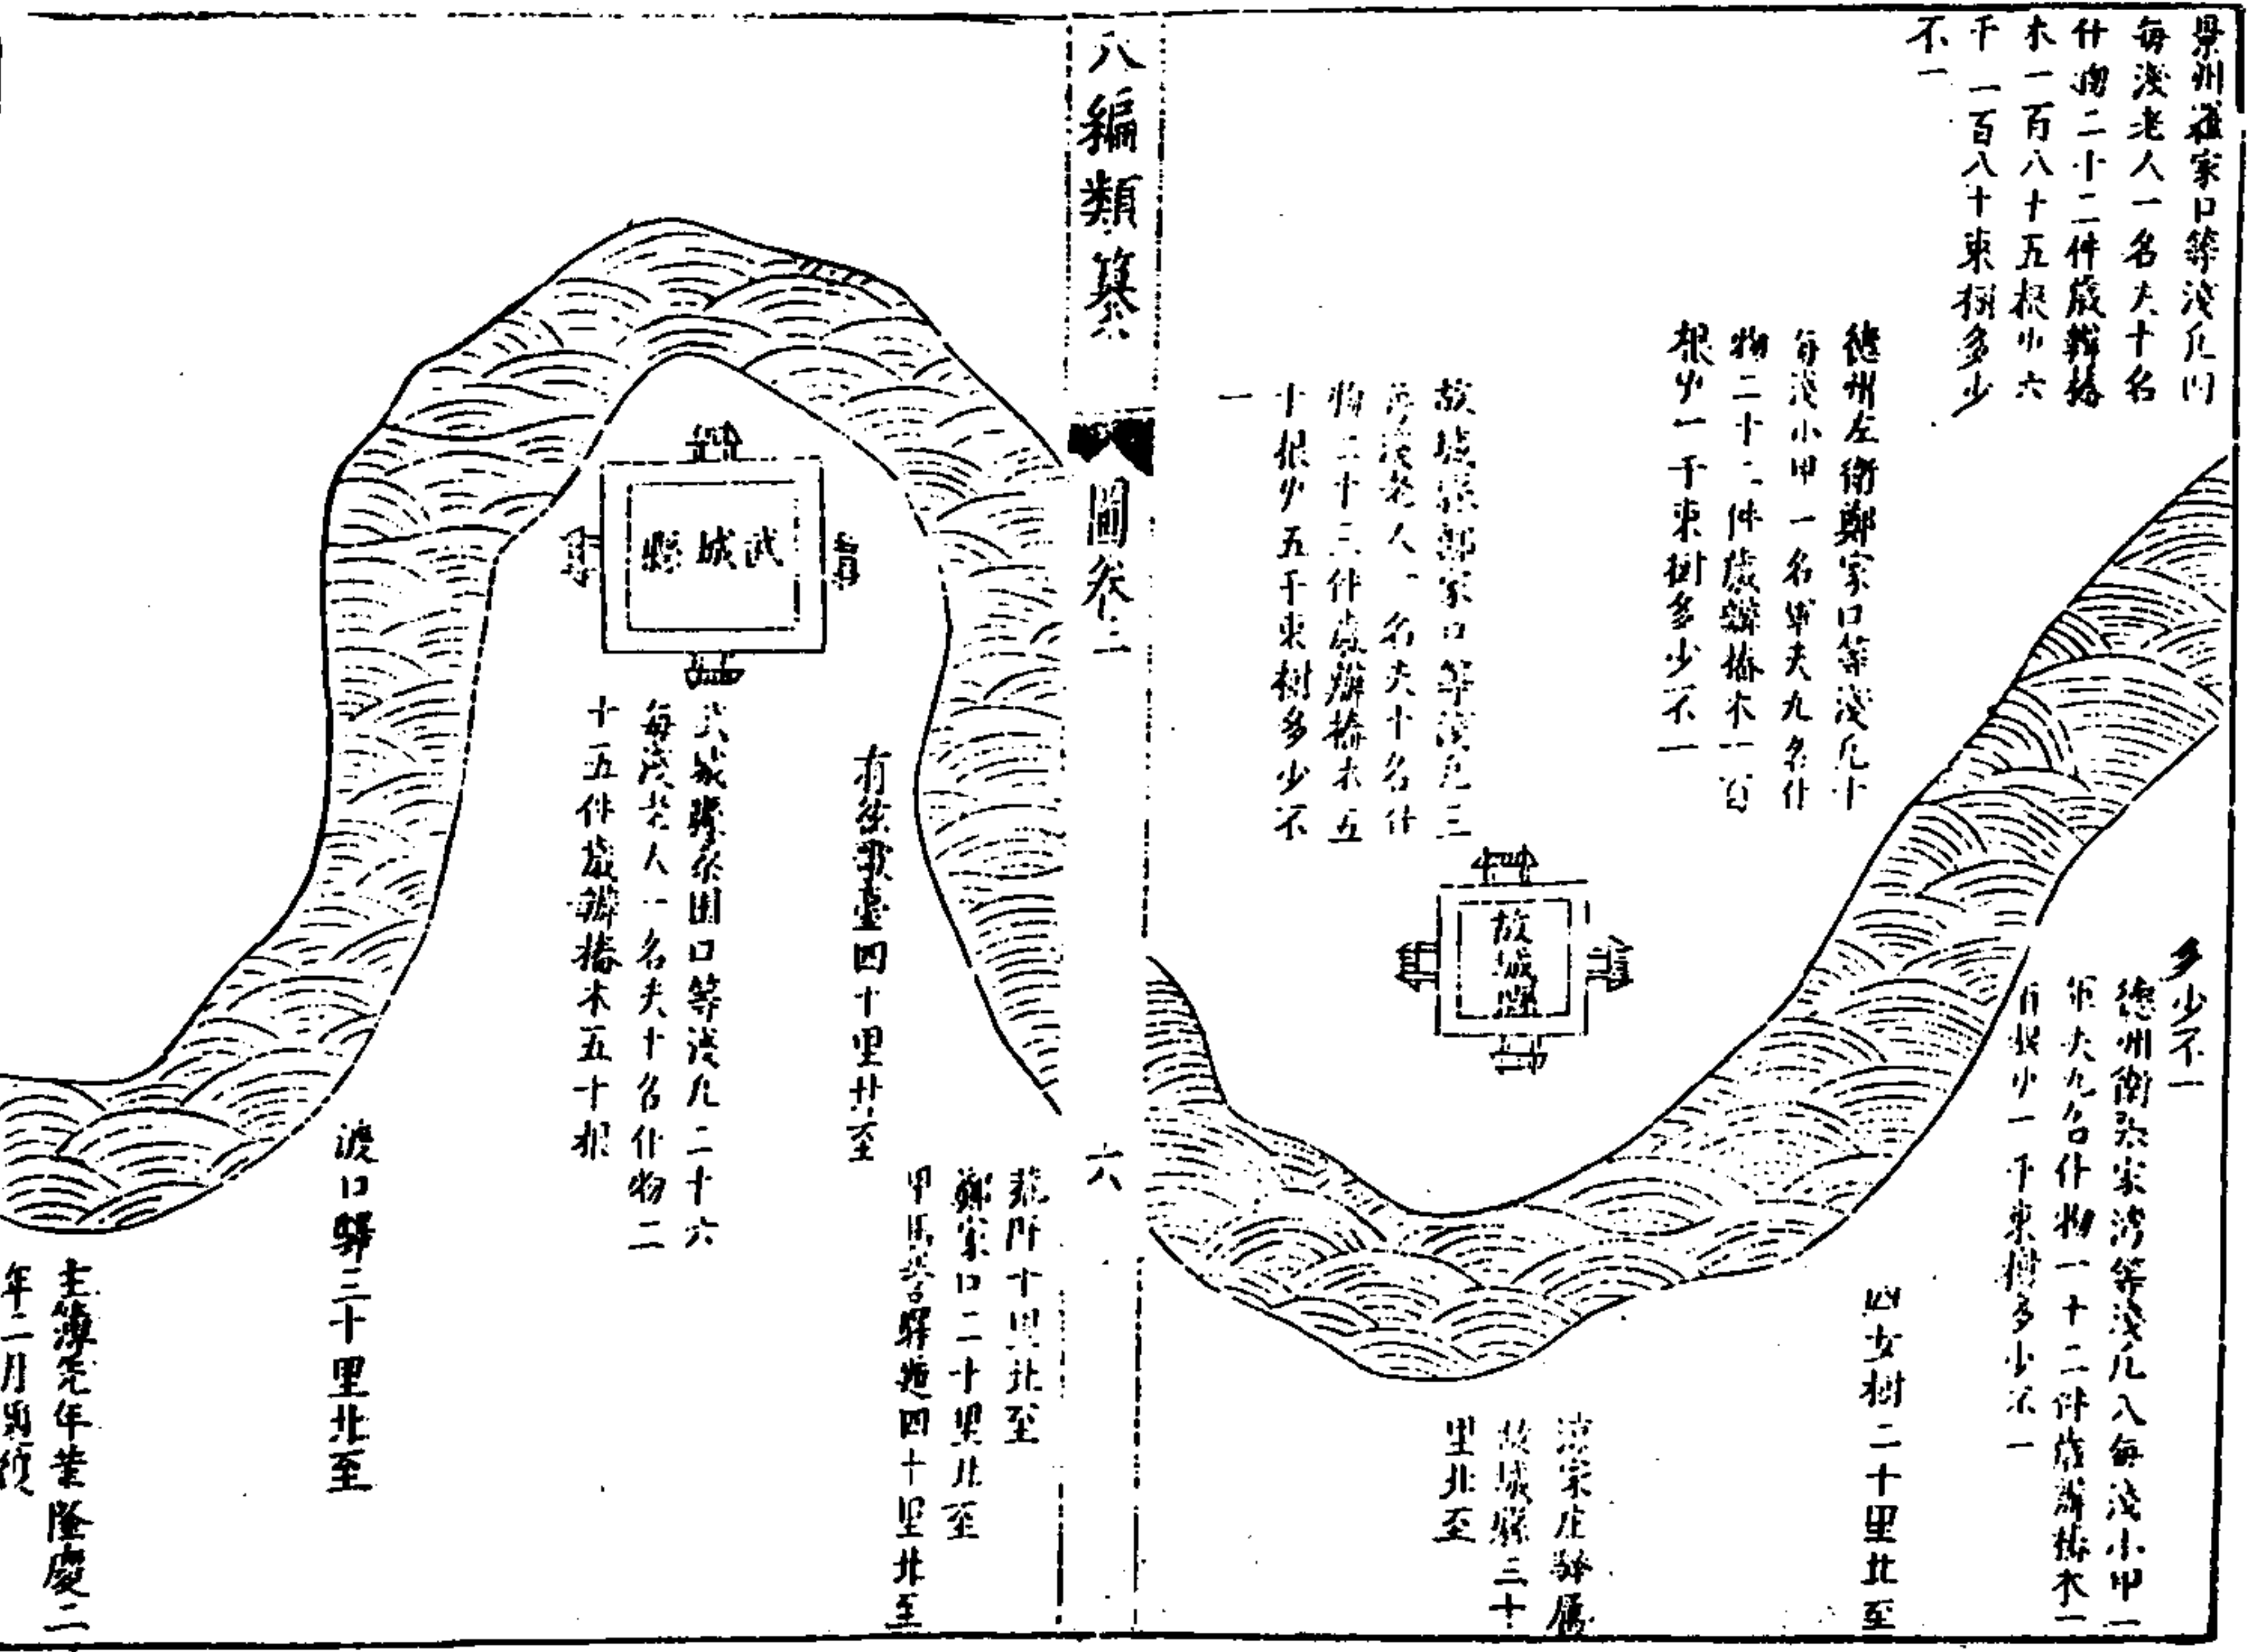 景州羅家口等淺凡四
每淺老人一名夫十名
什物二十二件歲辦樁
木一百八十五根少六
千一百八十束樹多少
不一
德州左衛鄭家口等淺凡十
每淺小甲一名軍夫九名什
物二十二件歲辦樁木一百
根少一千束樹多少不一
故城縣鄭家口等淺凡三
每淺老人一名夫十名什
物二十三件歲辦樁木五
十根少五千束樹多少不
一
故城縣
多少不一
德州衛 家灣等淺凡八每淺小甲一
軍夫九名什物一十二件歲辦樁木一
百根少一千束樹多少不一
四女樹二十里北至
家庄驛屬
故城縣三十
里北至
八編類纂
圖卷三
六
武城縣
有絃歌臺四十里北至
武城縣桑園口等淺凡二十六
每淺老人一名夫十名什物二
十五件歲辦樁木五十根
十里北至
鄭家口二十里北至
甲馬營驛遞四十里北至
渡口驛三十里北至
主簿先年革隆慶二
年二月